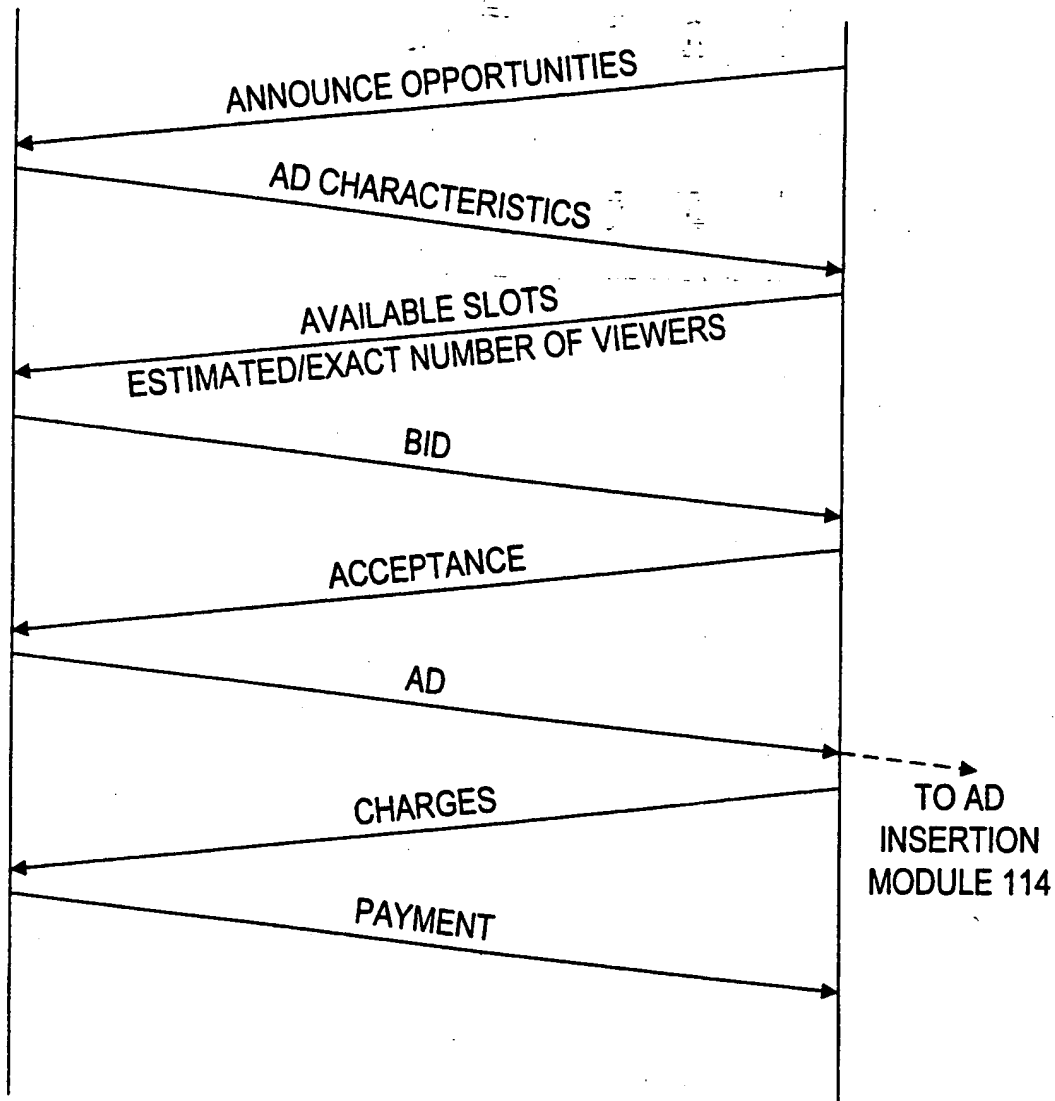 ANNOUNCE OPPORTUNITIES
AD CHARACTERISTICS
AVAILABLE SLOTS
ESTIMATED/EXACT NUMBER OF VIEWERS
BID
ACCEPTANCE
AD
TO AD
INSERTION
MODULE 114
CHARGES
PAYMENT